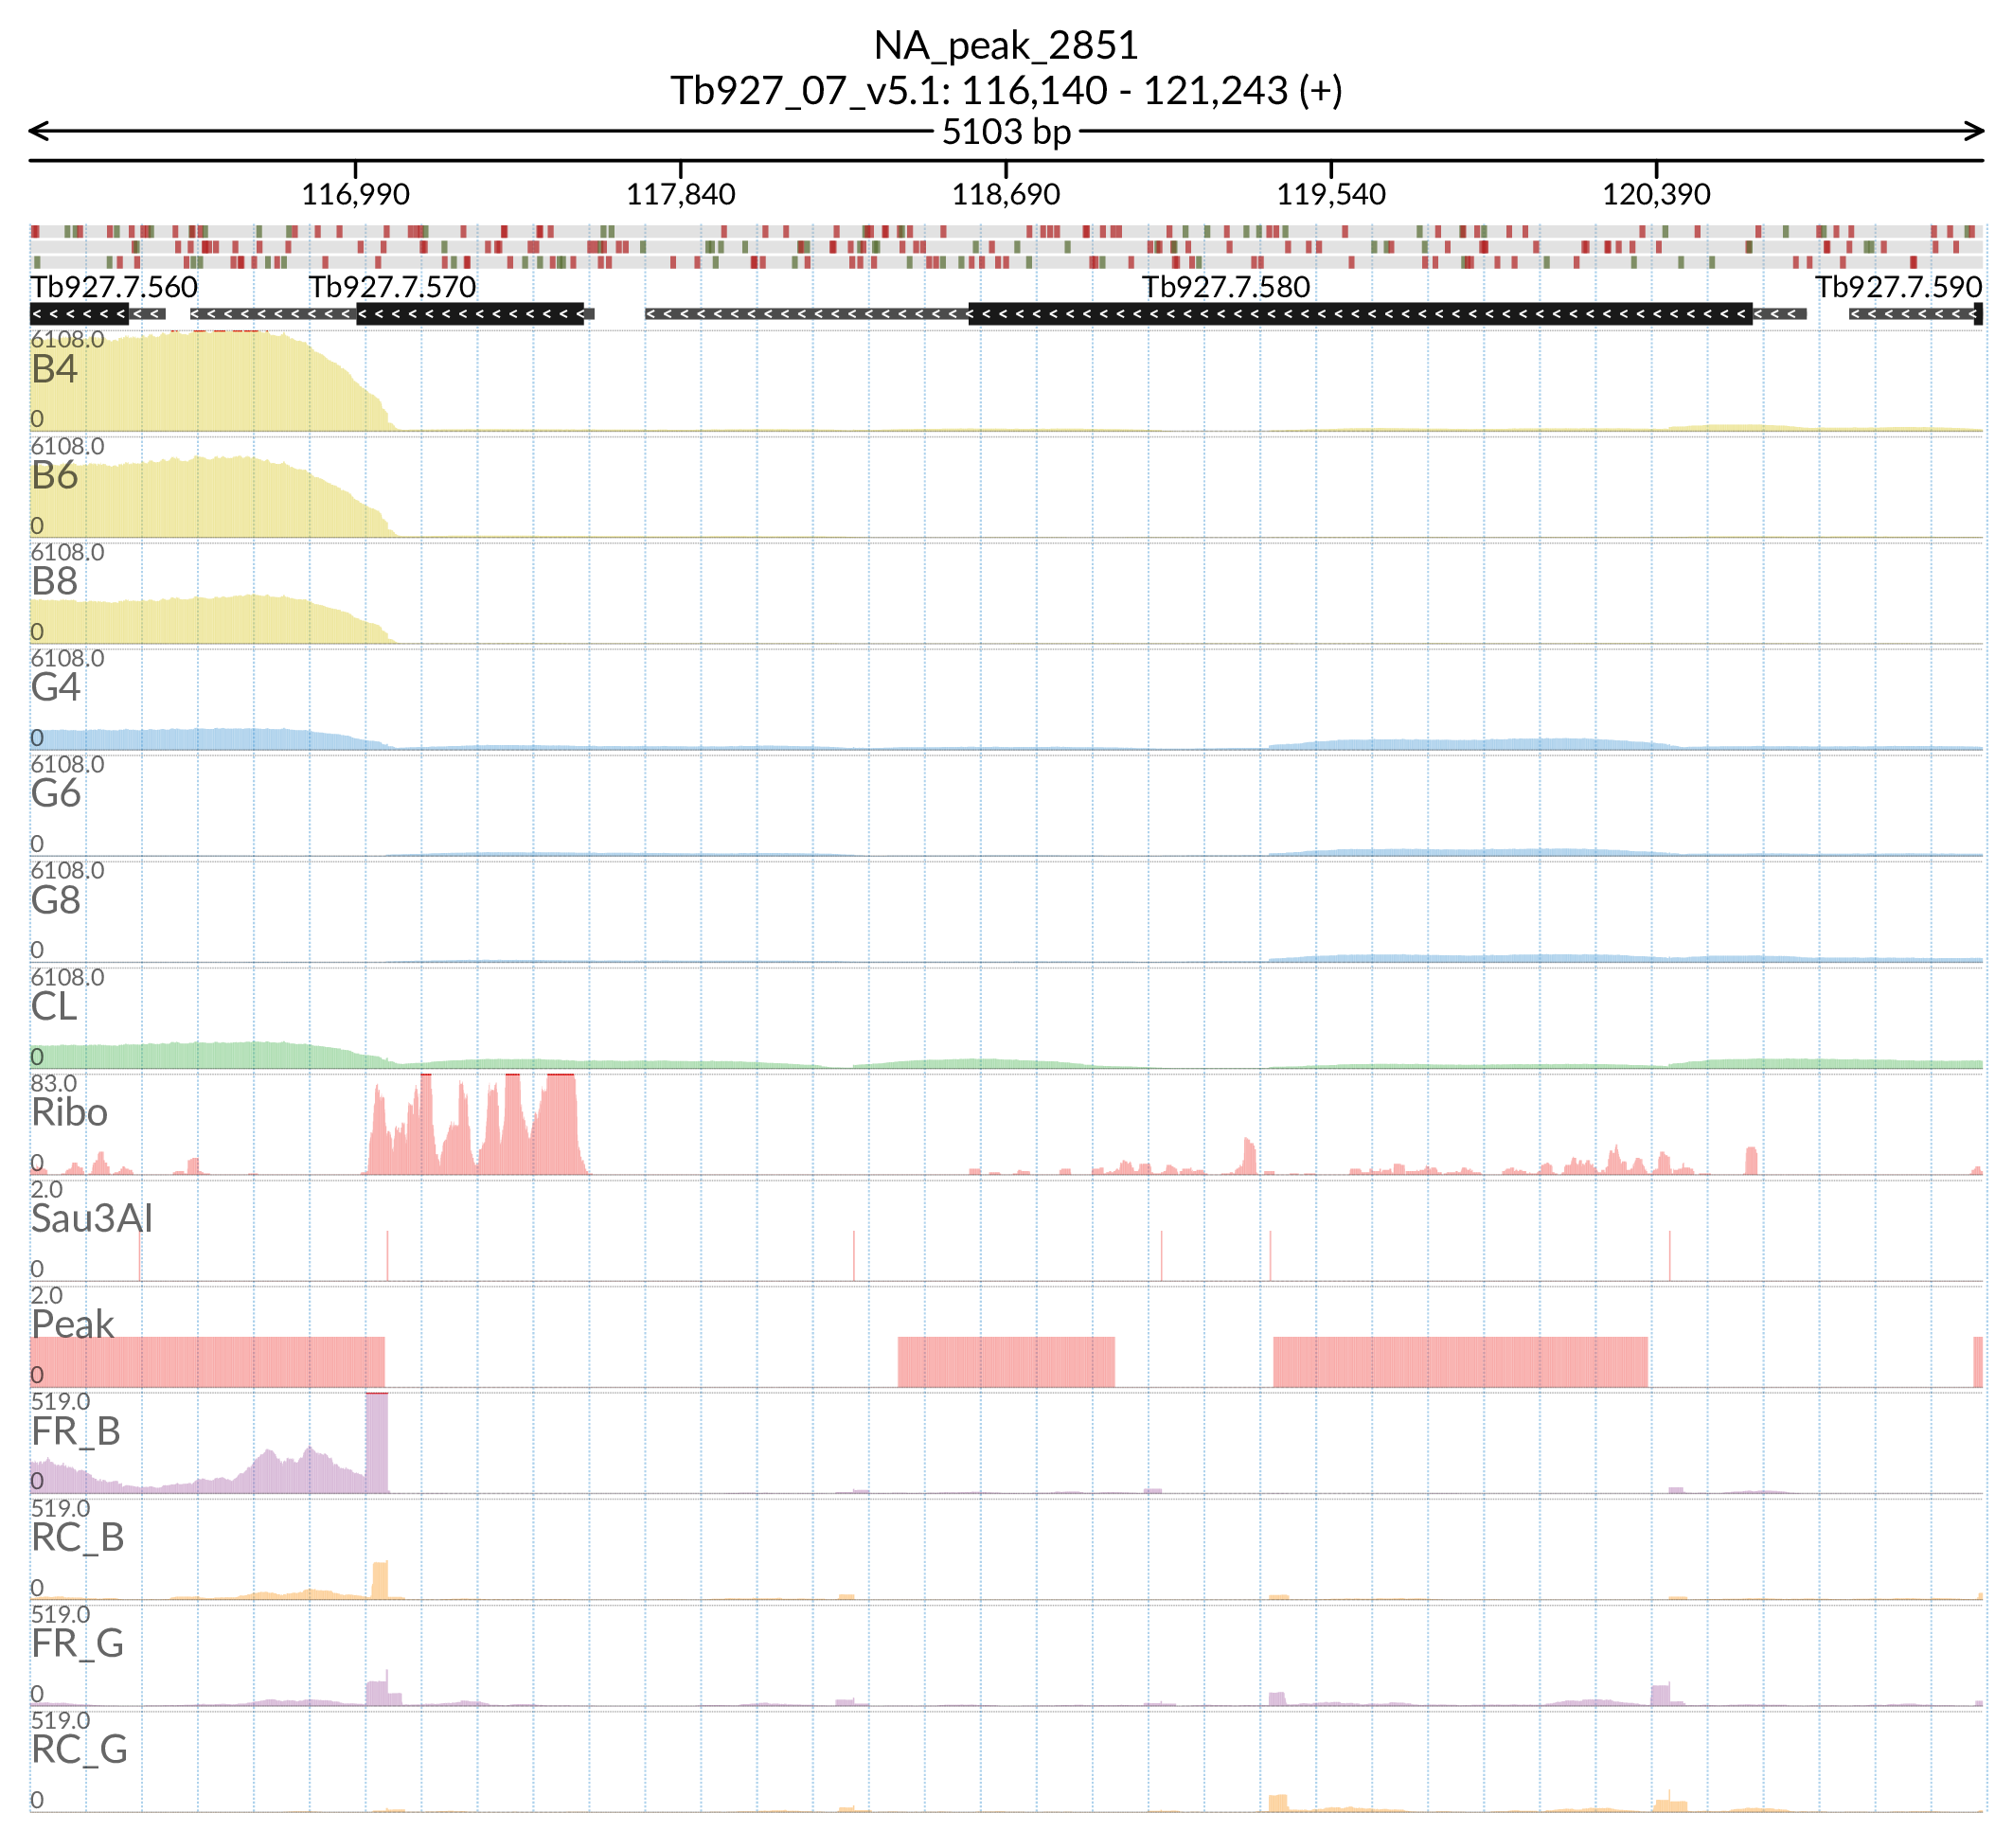 NA_peak_2851
Tb927_07_v5.1: 116,140 - 121,243 (+)
5103 bp
116,990 117,840 118,690 119,540 120,390
Tb927.7.560 Tb927.7.570 Tb927.7.580 Tb927.7.590
6108.0
B4
0
6108.0
B6
0
6108.0
B8
0
6108.0
G4
0
6108.0
G6
0
6108.0
G8
0
6108.0
CL
0
83.0
Ribo
0
2.0
Sau3AI
0
2.0
Peak
0
519.0
FR_B
0
519.0
RC_B
0
519.0
FR_G
0
519.0
RC_G
0